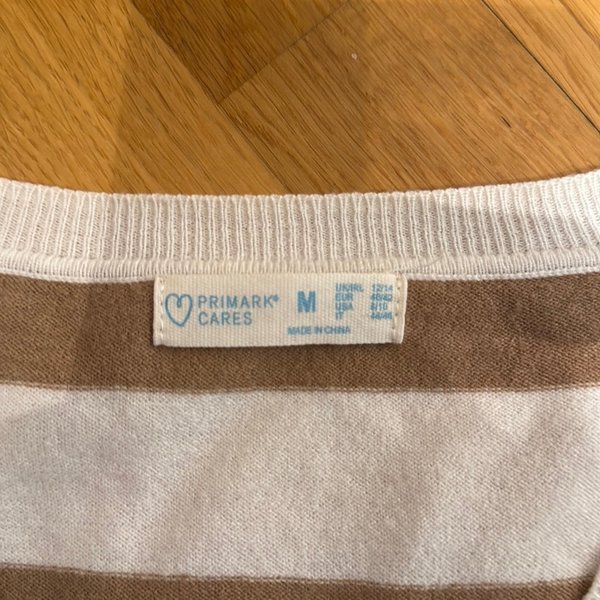 PRIMARK®
CARES
M
UK/IRL 12/14
EUR 40/42
USA 8/10
IT 44/46
MADE IN CHINA